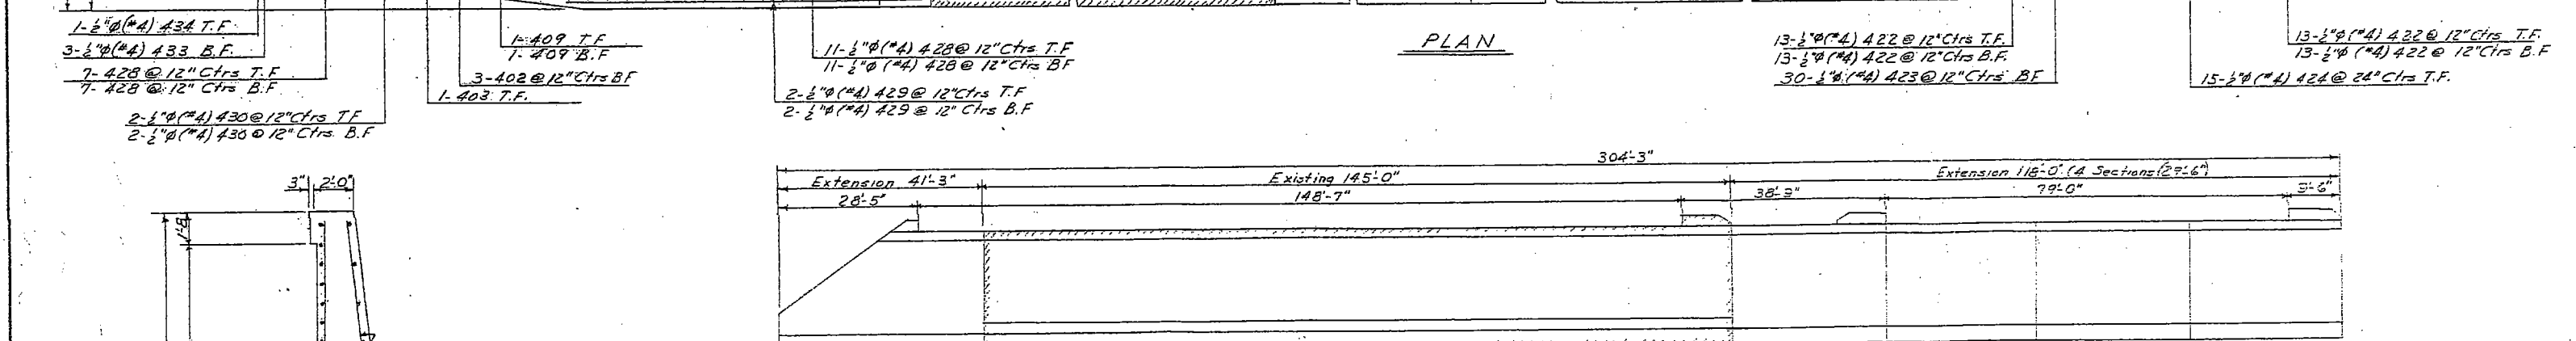 1-½"φ(#4) 434 T.F
3-½"φ(#4) 433 B.F.
7- 428 @ 12" Ctrs T.F
7- 428 @ 12" Ctrs B.F
2-½"φ(#4) 430 @ 12" Ctrs T.F
2-½"φ(#4) 430 @ 12" Ctrs B.F
1-409 T.F
1-409 B.F
3-402 @ 12" Ctrs BF
1-403 T.F.
11-½"φ(#4) 428 @ 12" Ctrs T.F
11-½"φ(#4) 428 @ 12" Ctrs BF
2-½"φ(#4) 429 @ 12" Ctrs T.F
2-½"φ(#4) 429 @ 12" Ctrs B.F
PLAN
13-½"φ(#4) 422 @ 12" Ctrs T.F.
13-½"φ(#4) 422 @ 12" Ctrs B.F.
30-½"φ(#4) 423 @ 12" Ctrs BF
13-½"φ(#4) 422 @ 12" Ctrs T.F.
13-½"φ(#4) 422 @ 12" Ctrs B.F
15-½"φ(#4) 424 @ 24" Ctrs T.F.
3" 2'-0"
304'-3"
Extension 41'-3" Existing 145'-0" Extension 118'-0" (4 Sections (29'-6")
28'-5" 148'-7" 38'-9" 79'-0" 9'-6"